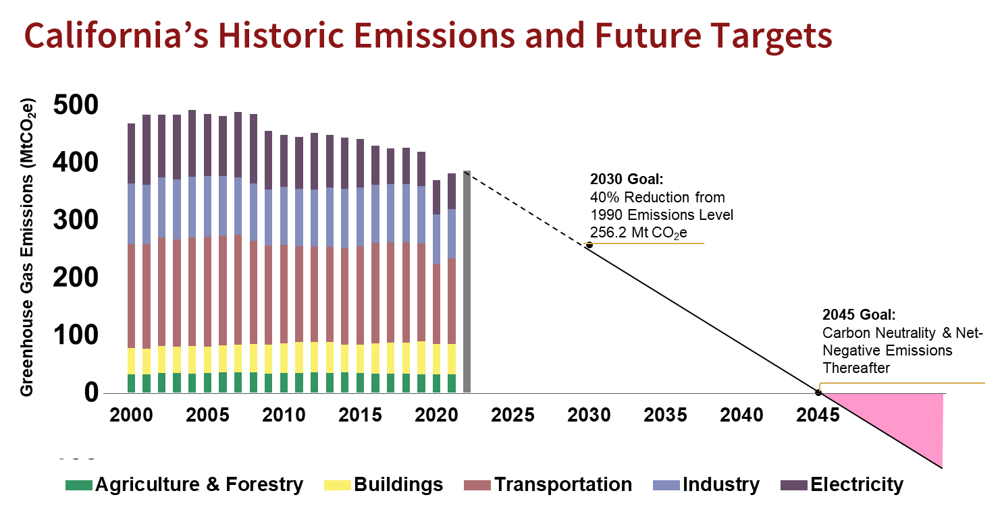 California’s Historic Emissions and Future Targets
Greenhouse Gas Emissions (MtCO₂e)
500
400
300
200
100
0
2030 Goal:
40% Reduction from
1990 Emissions Level
256.2 Mt CO₂e
2045 Goal:
Carbon Neutrality & Net-
Negative Emissions
Thereafter
2000 2005 2010 2015 2020 2025 2030 2035 2040 2045
Agriculture & Forestry Buildings Transportation Industry Electricity